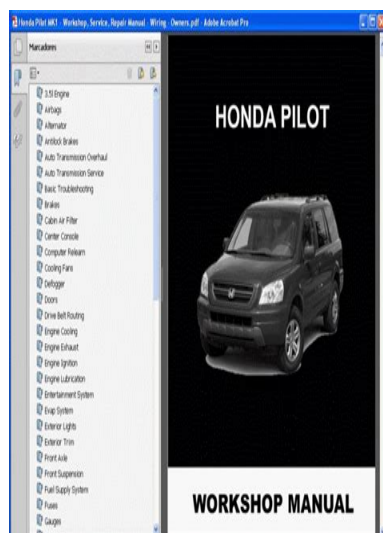 Honda Pilot MK1 - Workshop, Service, Repair Manual - Wiring - Owners.pdf - Adobe Acrobat Pro
Marcadores
3.5l Engine
Airbags
Alternator
Antilock Brakes
Auto Transmission Overhaul
Auto Transmission Service
Basic Troubleshooting
Brakes
Cabin Air Filter
Center Console
Computer Relearn
Cooling Fans
Defogger
Doors
Drive Belt Routing
Engine Cooling
Engine Exhaust
Engine Ignition
Engine Lubrication
Entertainment System
Evap System
Exterior Lights
Exterior Trim
Front Axle
Front Suspension
Fuel Supply System
Fuses
Gauges
HONDA PILOT
WORKSHOP MANUAL